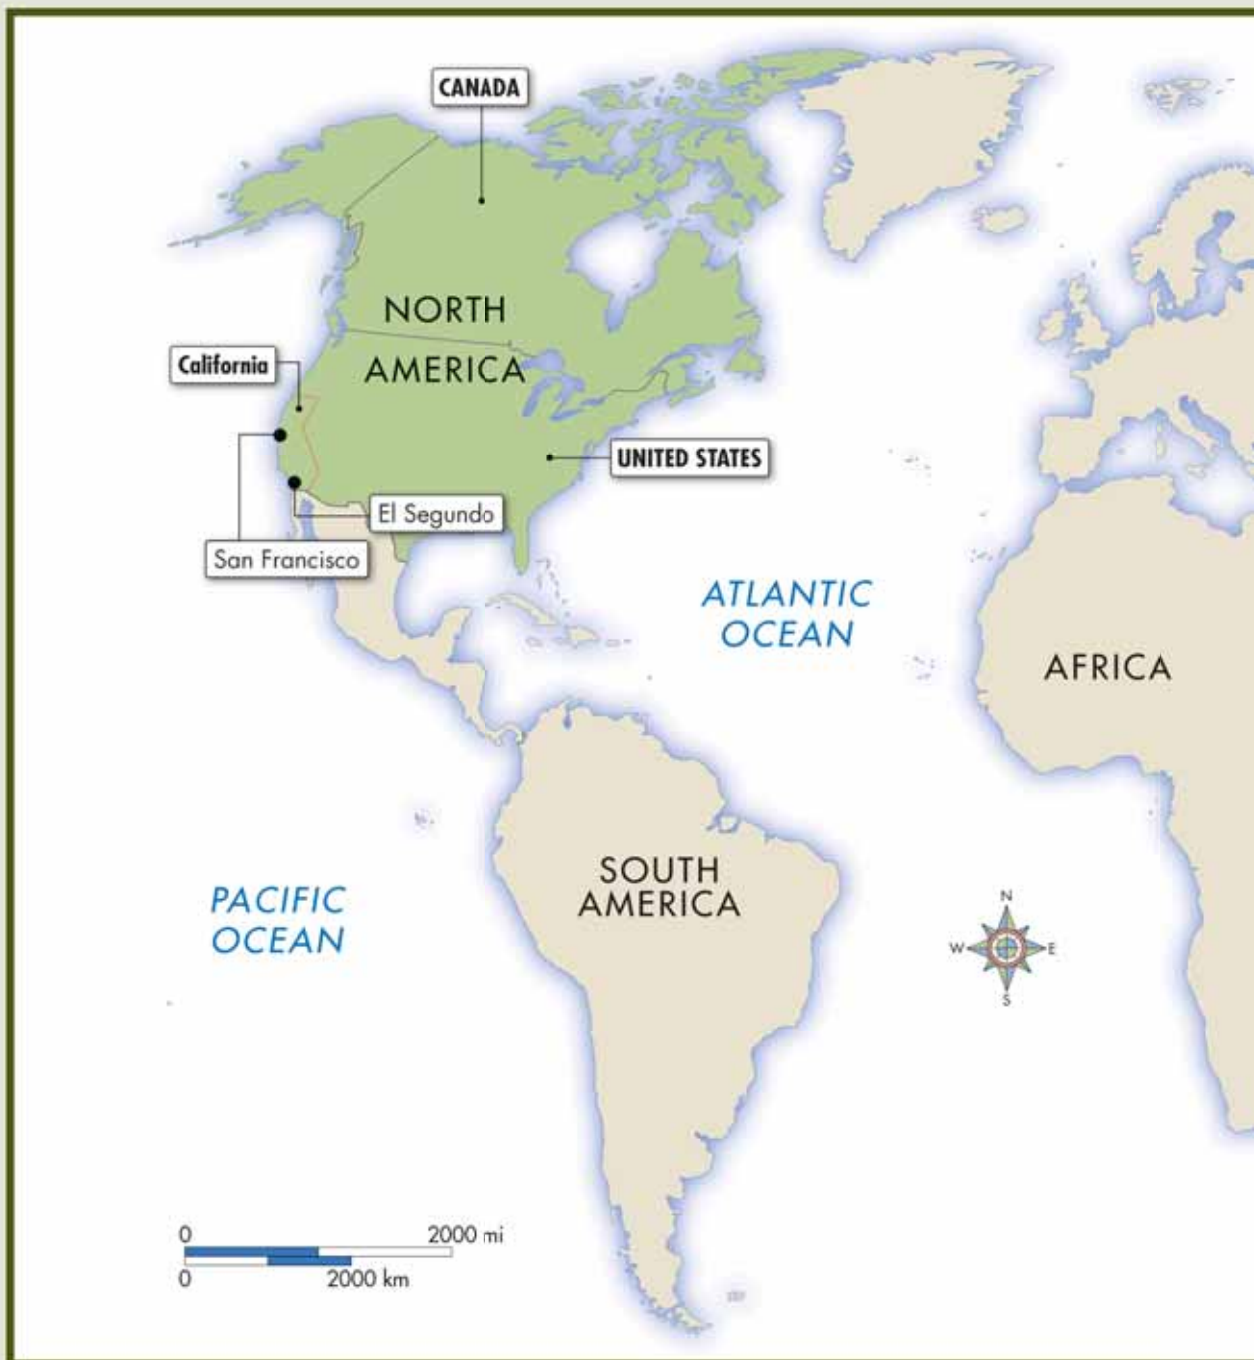 CANADA
NORTH
AMERICA
California
UNITED STATES
El Segundo
San Francisco
ATLANTIC
OCEAN
AFRICA
SOUTH
AMERICA
PACIFIC
OCEAN
N
W E
S
0 2000 mi
0 2000 km